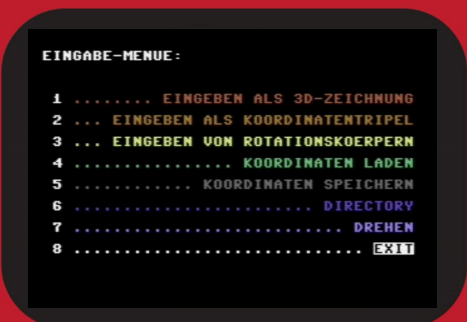 EINGABE-MENUE:
1 ........ EINGEBEN ALS 3D-ZEICHNUNG
2 ... EINGEBEN ALS KOORDINATENTRIPEL
3 ... EINGEBEN VON ROTATIONSKOERPERN
4 ................ KOORDINATEN LADEN
5 ............ KOORDINATEN SPEICHERN
6 ........................ DIRECTORY
7 ........................... DREHEN
8 ............................. EXIT